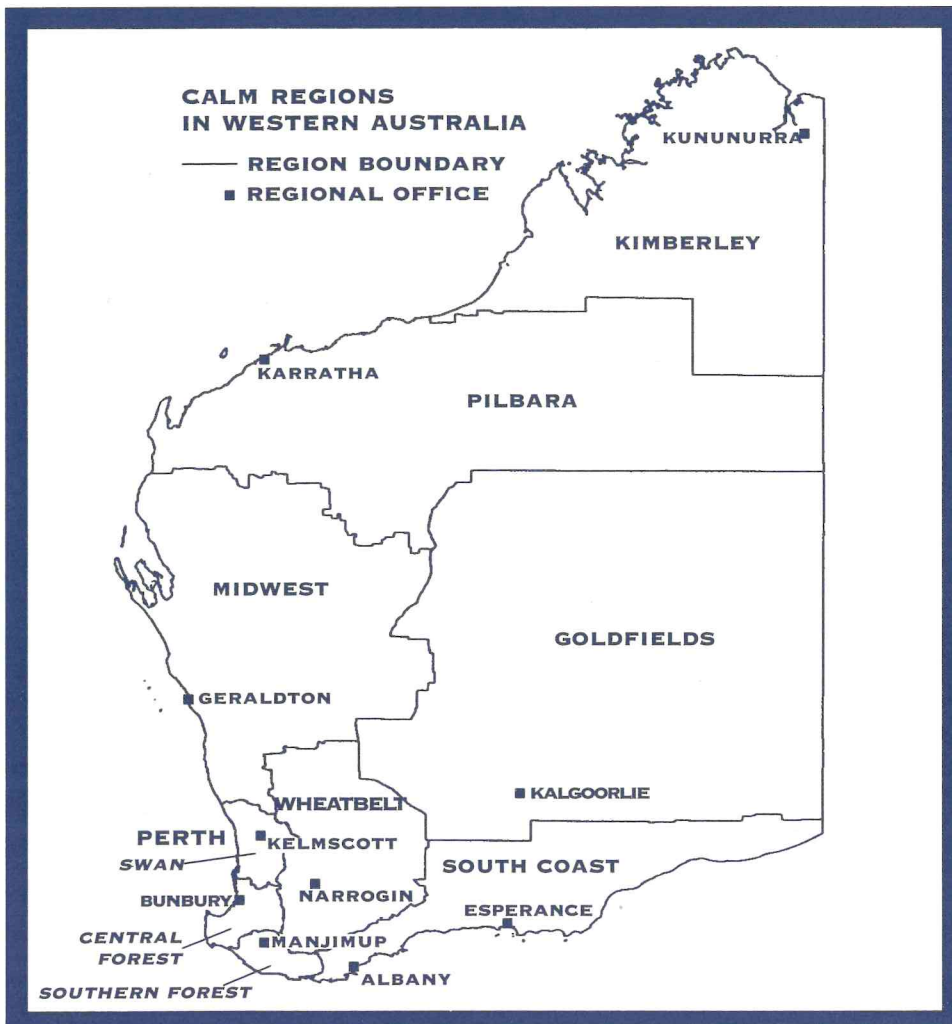 CALM REGIONS
IN WESTERN AUSTRALIA
REGION BOUNDARY
REGIONAL OFFICE
KUNUNURRA
KIMBERLEY
KARRATHA
PILBARA
MIDWEST
GOLDFIELDS
GERALDTON
KALGOORLIE
WHEATBELT
PERTH
KELMSCOTT
SWAN
SOUTH COAST
NARROGIN
BUNBURY
ESPERANCE
CENTRAL
FOREST
MANJIMUP
ALBANY
SOUTHERN FOREST